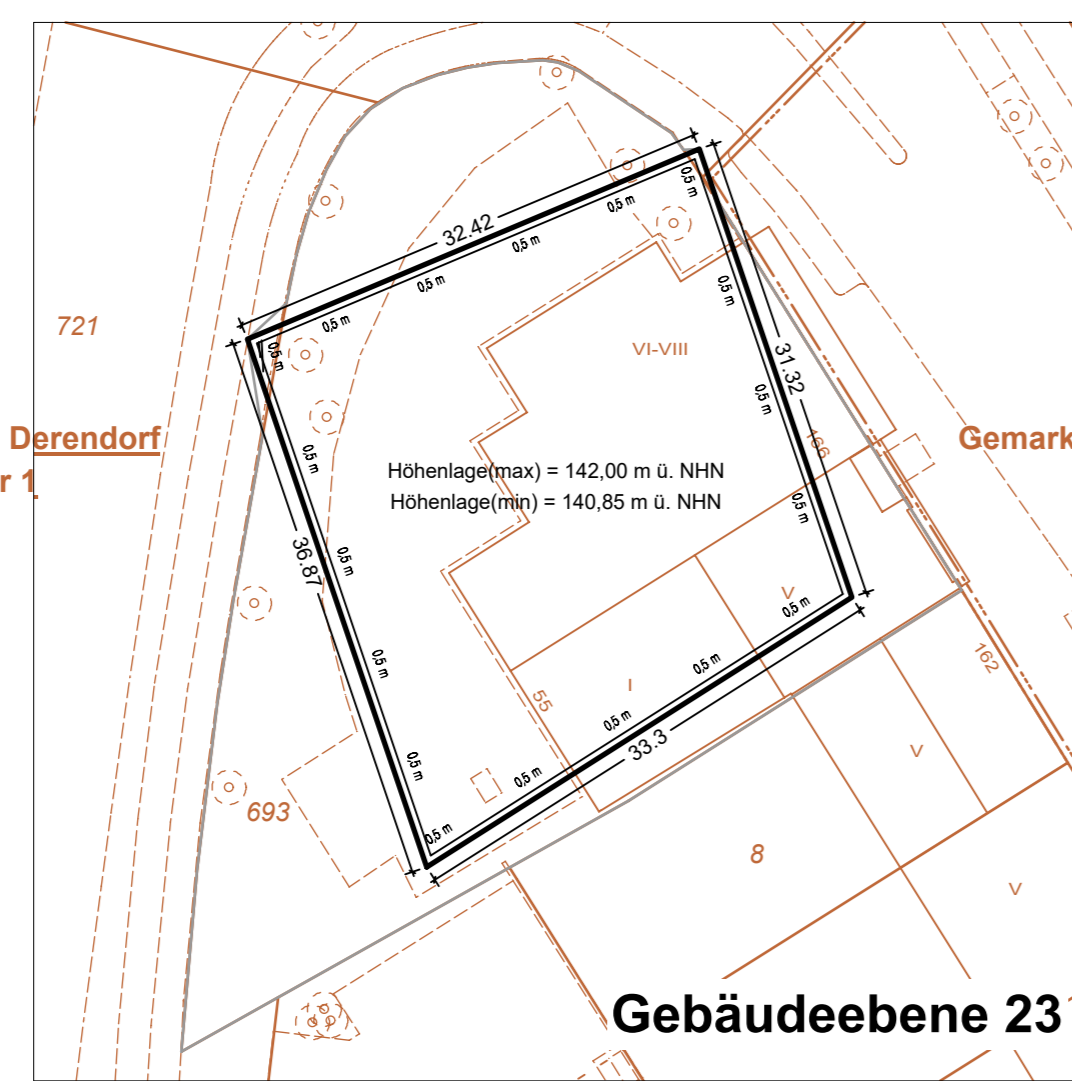 0,5 m
32.42
0,5 m
0,5 m
0,5 m
0,5 m
0,5 m
721
0,5 m
VI-VIII
31.32
0,5 m
Derendorf
166
Gemark
0,5 m
r 1
Höhenlage(max) = 142,00 m ü. NHN
Höhenlage(min) = 140,85 m ü. NHN
0,5 m
36.87
0,5 m
V
0,5 m
0,5 m
0,5 m
162
I
55
0,5 m
33.3
V
0,5 m
0,5 m
693
0,5 m
8
V
Gebäudeebene 23